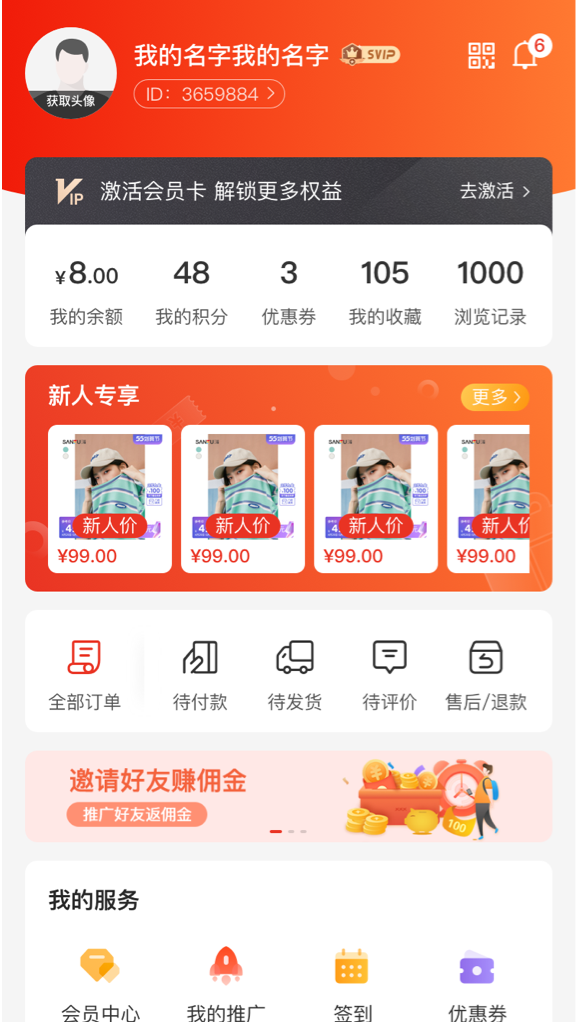 我的名字我的名字
SVIP
6
获取头像
ID：3659884
VIP
激活会员卡 解锁更多权益
去激活
¥8.00
48
3
105
1000
我的余额
我的积分
优惠券
我的收藏
浏览记录
新人专享
更多
新人价
新人价
新人价
新人价
¥99.00
¥99.00
¥99.00
¥99.00
全部订单
待付款
待发货
待评价
售后/退款
邀请好友赚佣金
推广好友返佣金
100
我的服务
会员中心
我的推广
签到
优惠券